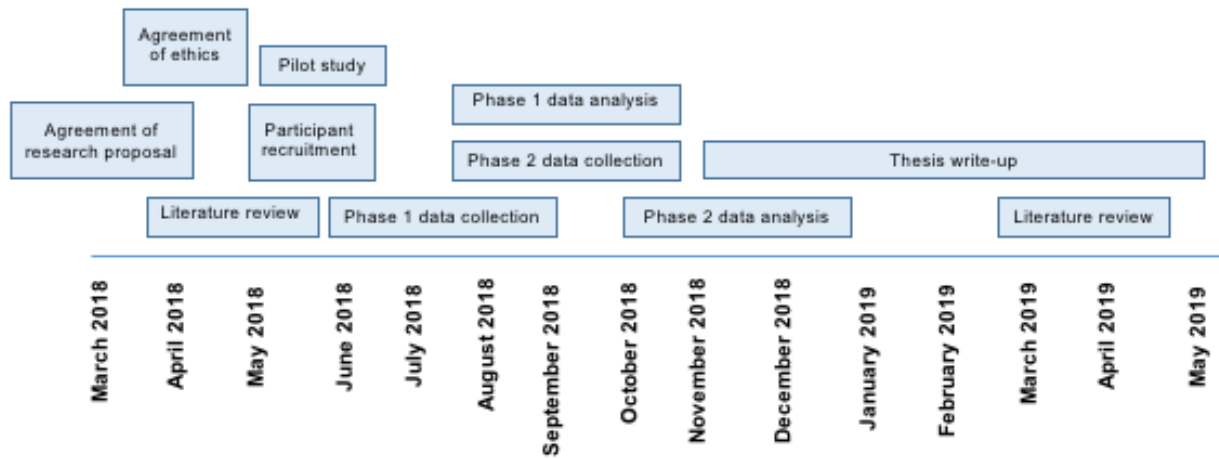 Agreement
of ethics
Pilot study
Phase 1 data analysis
Agreement of
research proposal
Participant
recruitment
Phase 2 data collection
Thesis write-up
Literature review
Phase 1 data collection
Phase 2 data analysis
Literature review
March 2018
April 2018
May 2018
June 2018
July 2018
August 2018
September 2018
October 2018
November 2018
December 2018
January 2019
February 2019
March 2019
April 2019
May 2019